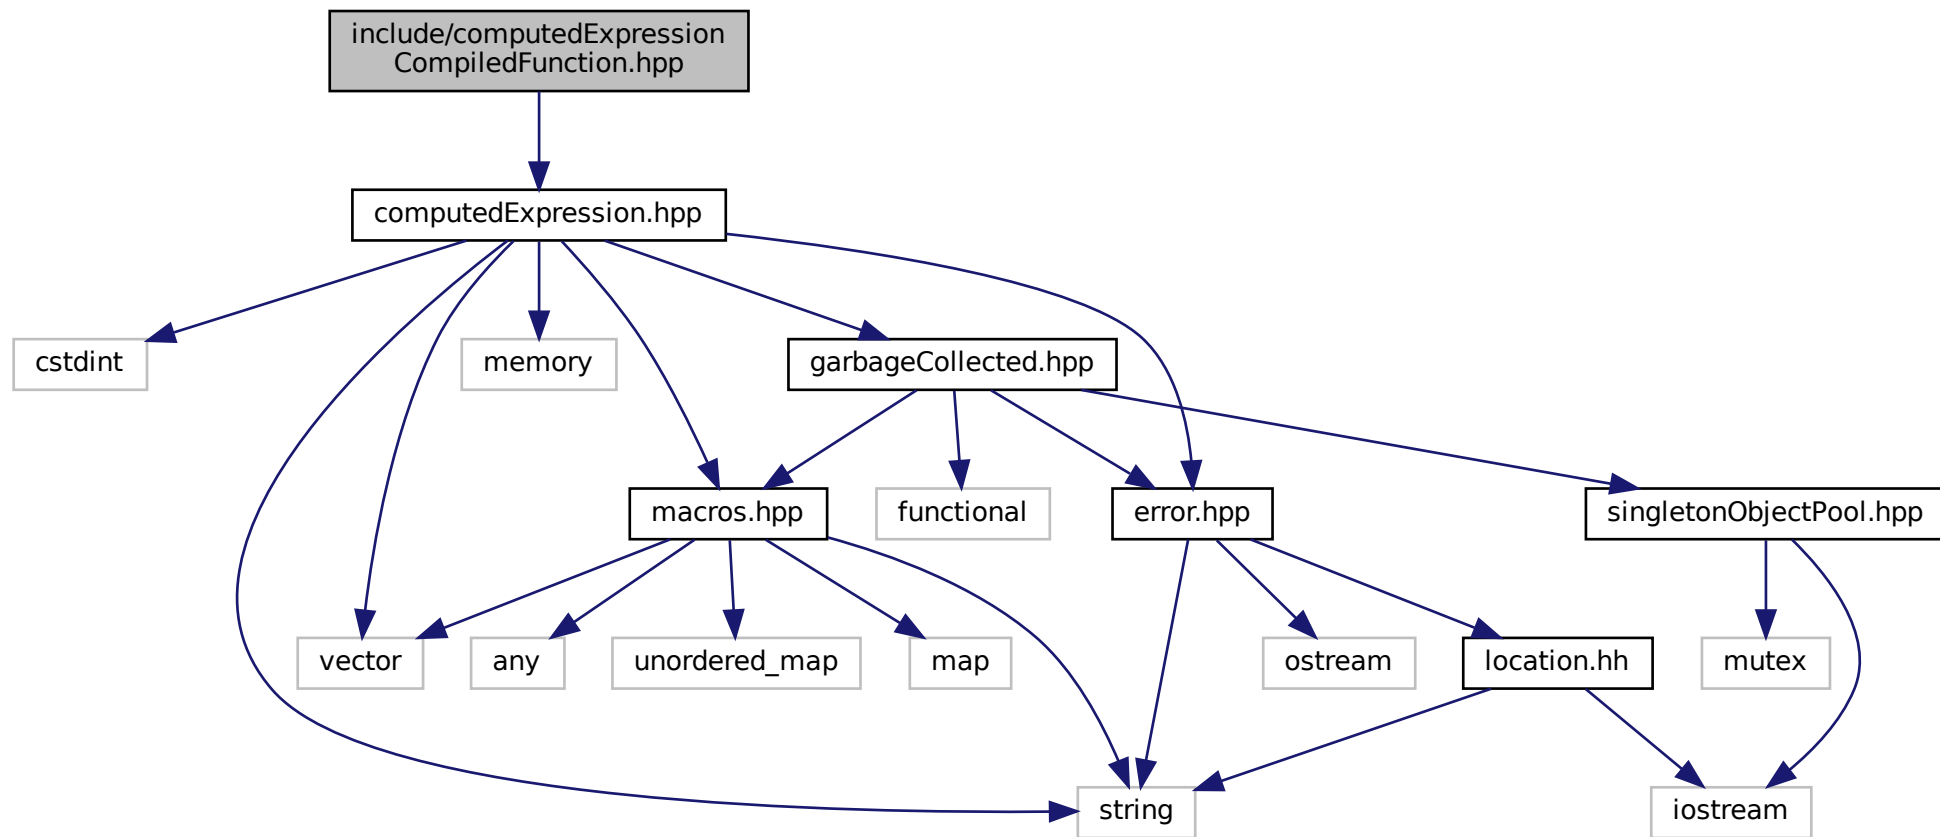 include/computedExpression
CompiledFunction.hpp
computedExpression.hpp
cstdint
memory
garbageCollected.hpp
macros.hpp
functional
error.hpp
singletonObjectPool.hpp
vector
any
unordered_map
map
ostream
location.hh
mutex
string
iostream